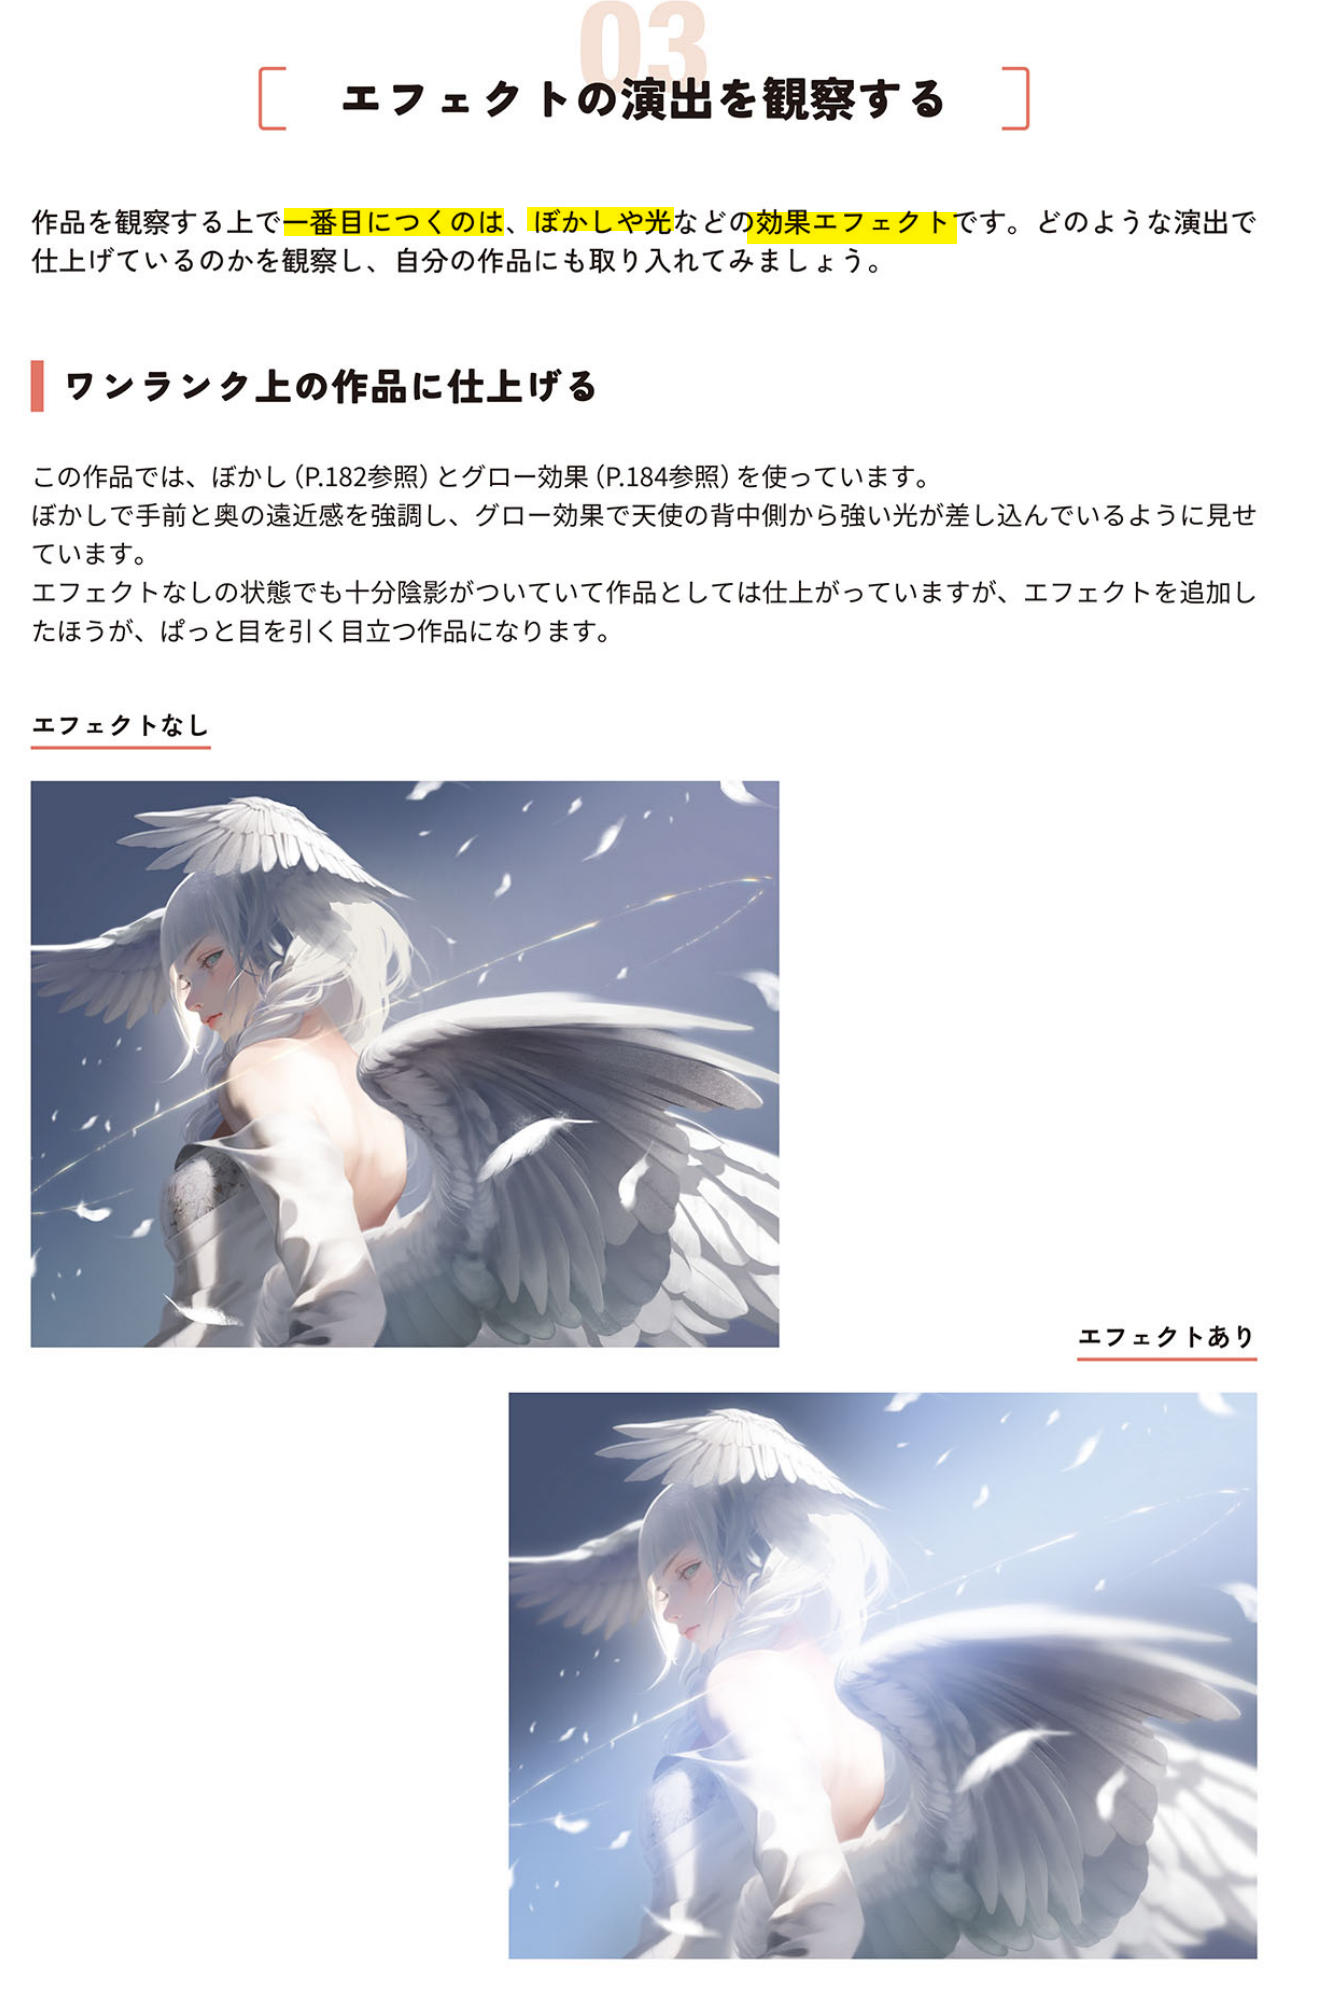 03
エフェクトの演出を観察する
作品を観察する上で一番目につくのは、ぼかしや光などの効果エフェクトです。どのような演出で
仕上げているのかを観察し、自分の作品にも取り入れてみましょう。
ワンランク上の作品に仕上げる
この作品では、ぼかし（P.182参照）とグロー効果（P.184参照）を使っています。
ぼかしで手前と奥の遠近感を強調し、グロー効果で天使の背中側から強い光が差し込んでいるように見せ
ています。
エフェクトなしの状態でも十分陰影がついていて作品としては仕上がっていますが、エフェクトを追加し
たほうが、ぱっと目を引く目立つ作品になります。
エフェクトなし
エフェクトあり